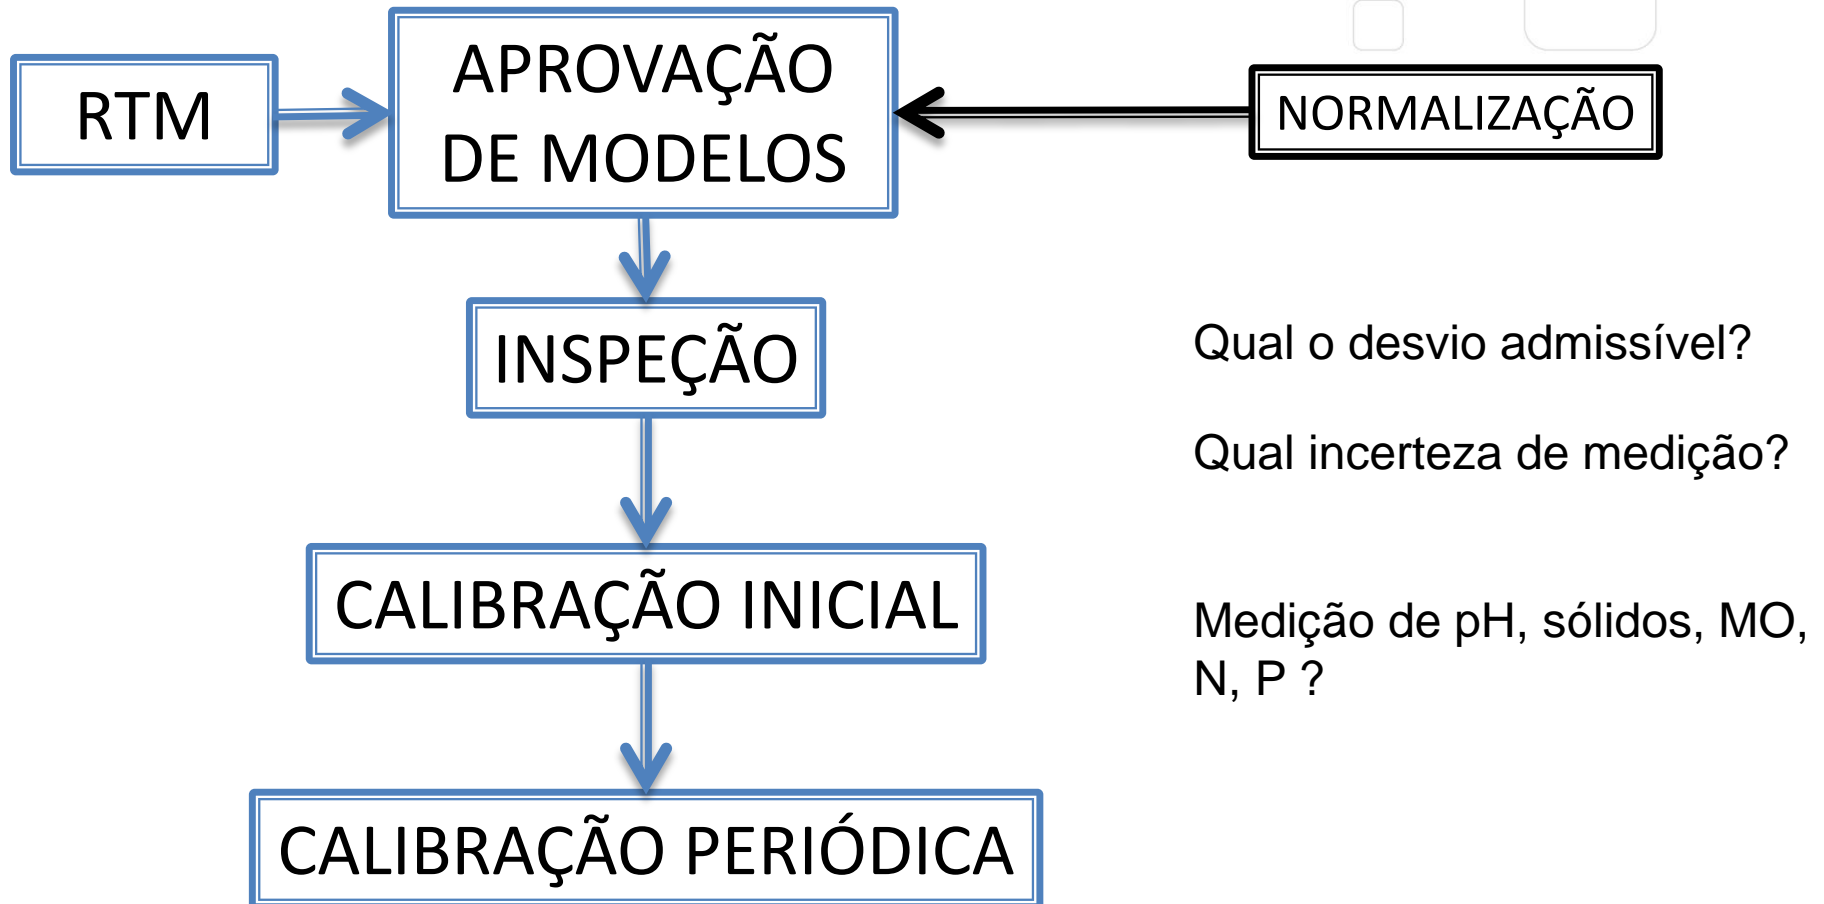 RTM
APROVAÇÃO
DE MODELOS
NORMALIZAÇÃO
INSPEÇÃO
Qual o desvio admissível?
Qual incerteza de medição?
CALIBRAÇÃO INICIAL
Medição de pH, sólidos, MO,
N, P ?
CALIBRAÇÃO PERIÓDICA